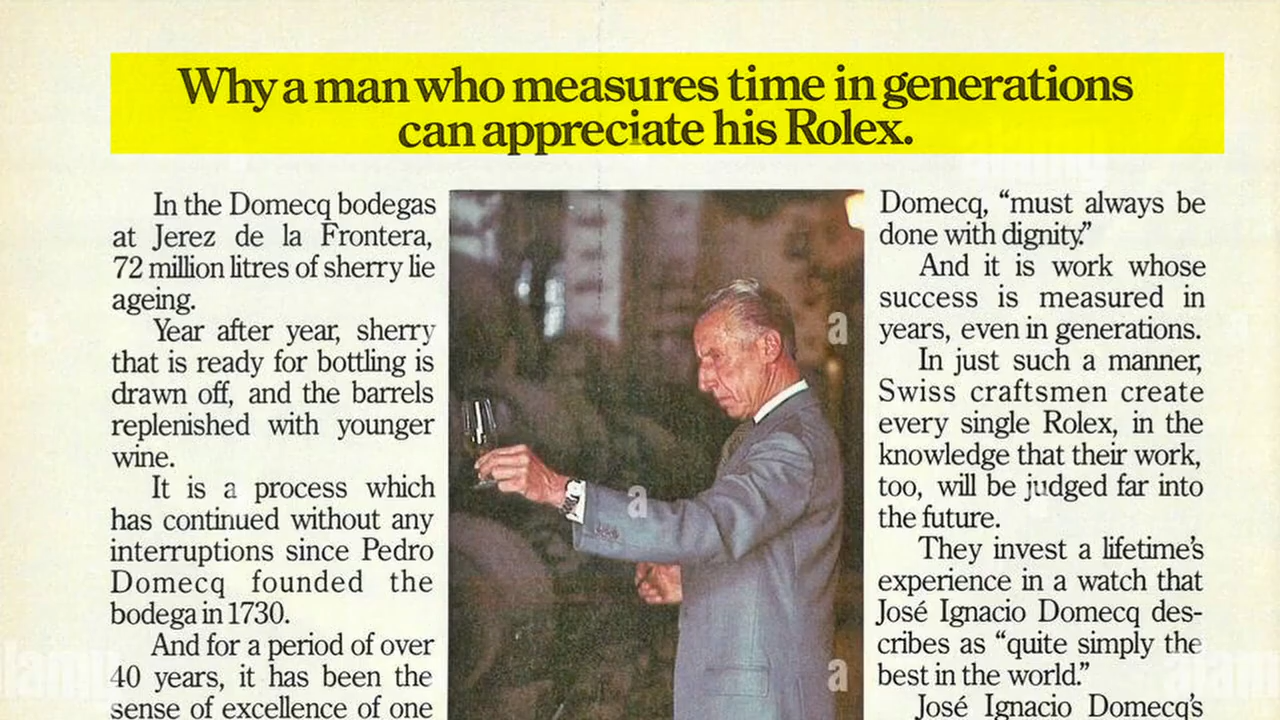 Why a man who measures time in generations
can appreciate his Rolex.
In the Domecq bodegas
at Jerez de la Frontera,
72 million litres of sherry lie
ageing.
Year after year, sherry
that is ready for bottling is
drawn off, and the barrels
replenished with younger
wine.
It is a process which
has continued without any
interruptions since Pedro
Domecq founded the
bodega in 1730.
And for a period of over
40 years, it has been the
sense of excellence of one
Domecq, “must always be
done with dignity.”
And it is work whose
success is measured in
years, even in generations.
In just such a manner,
Swiss craftsmen create
every single Rolex, in the
knowledge that their work,
too, will be judged far into
the future.
They invest a lifetime’s
experience in a watch that
José Ignacio Domecq des-
cribes as “quite simply the
best in the world.”
José Ignacio Domecq’s
a
a
a
alamy
alamy